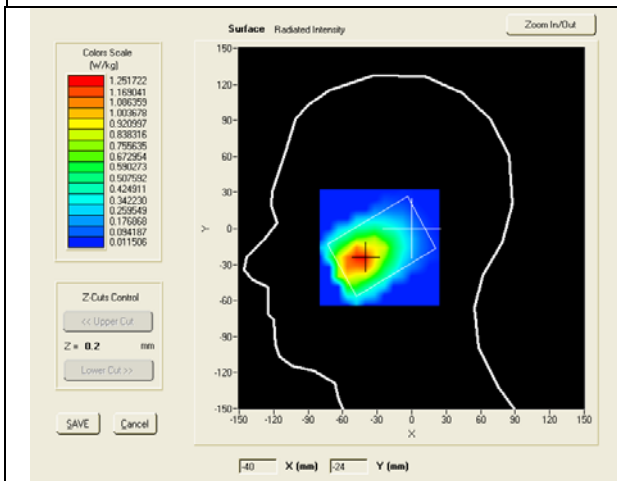 Surface Radiated Intensity
Zoom In/Out
Colors Scale
(W/kg)
1.251722
1.169041
1.086359
1.003678
0.920997
0.838316
0.755635
0.672954
0.590273
0.507592
0.424911
0.342230
0.259549
0.176868
0.094187
0.011506
Z-Cuts Control
<< Upper Cut
Z = 0.2 mm
Lower Cut >>
SAVE Cancel
Y
150-
120-
90-
60-
30-
0-
-30-
-60-
-90-
-120-
-150-
-150 -120 -90 -60 -30 0 30 60 90 120 150
X
-40 X (mm) -24 Y (mm)